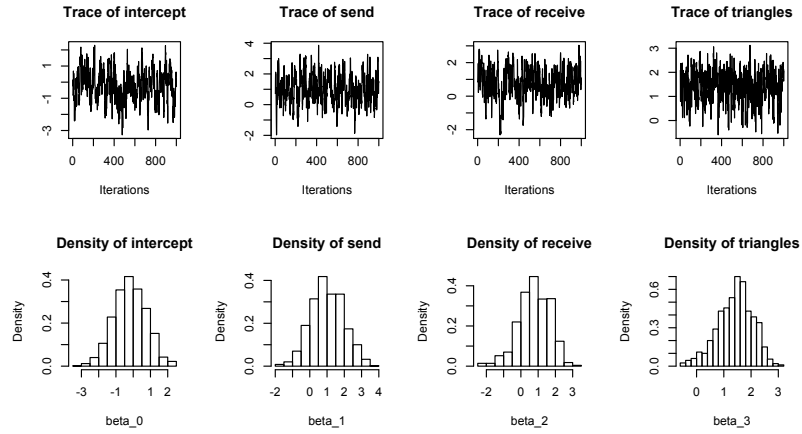 Trace of intercept
Trace of send
Trace of receive
Trace of triangles
1
-1
-3
0 400 800
Iterations
4
2
0
-2
0 400 800
Iterations
2
0
-2
0 400 800
Iterations
3
2
1
0
0 400 800
Iterations
Density of intercept
Density of send
Density of receive
Density of triangles
Density
0.4
0.2
0.0
-3 -1 1 2
beta_0
Density
0.4
0.2
0.0
-2 0 1 2 3 4
beta_1
Density
0.4
0.2
0.0
-2 0 1 2 3
beta_2
Density
0.6
0.3
0.0
0 1 2 3
beta_3